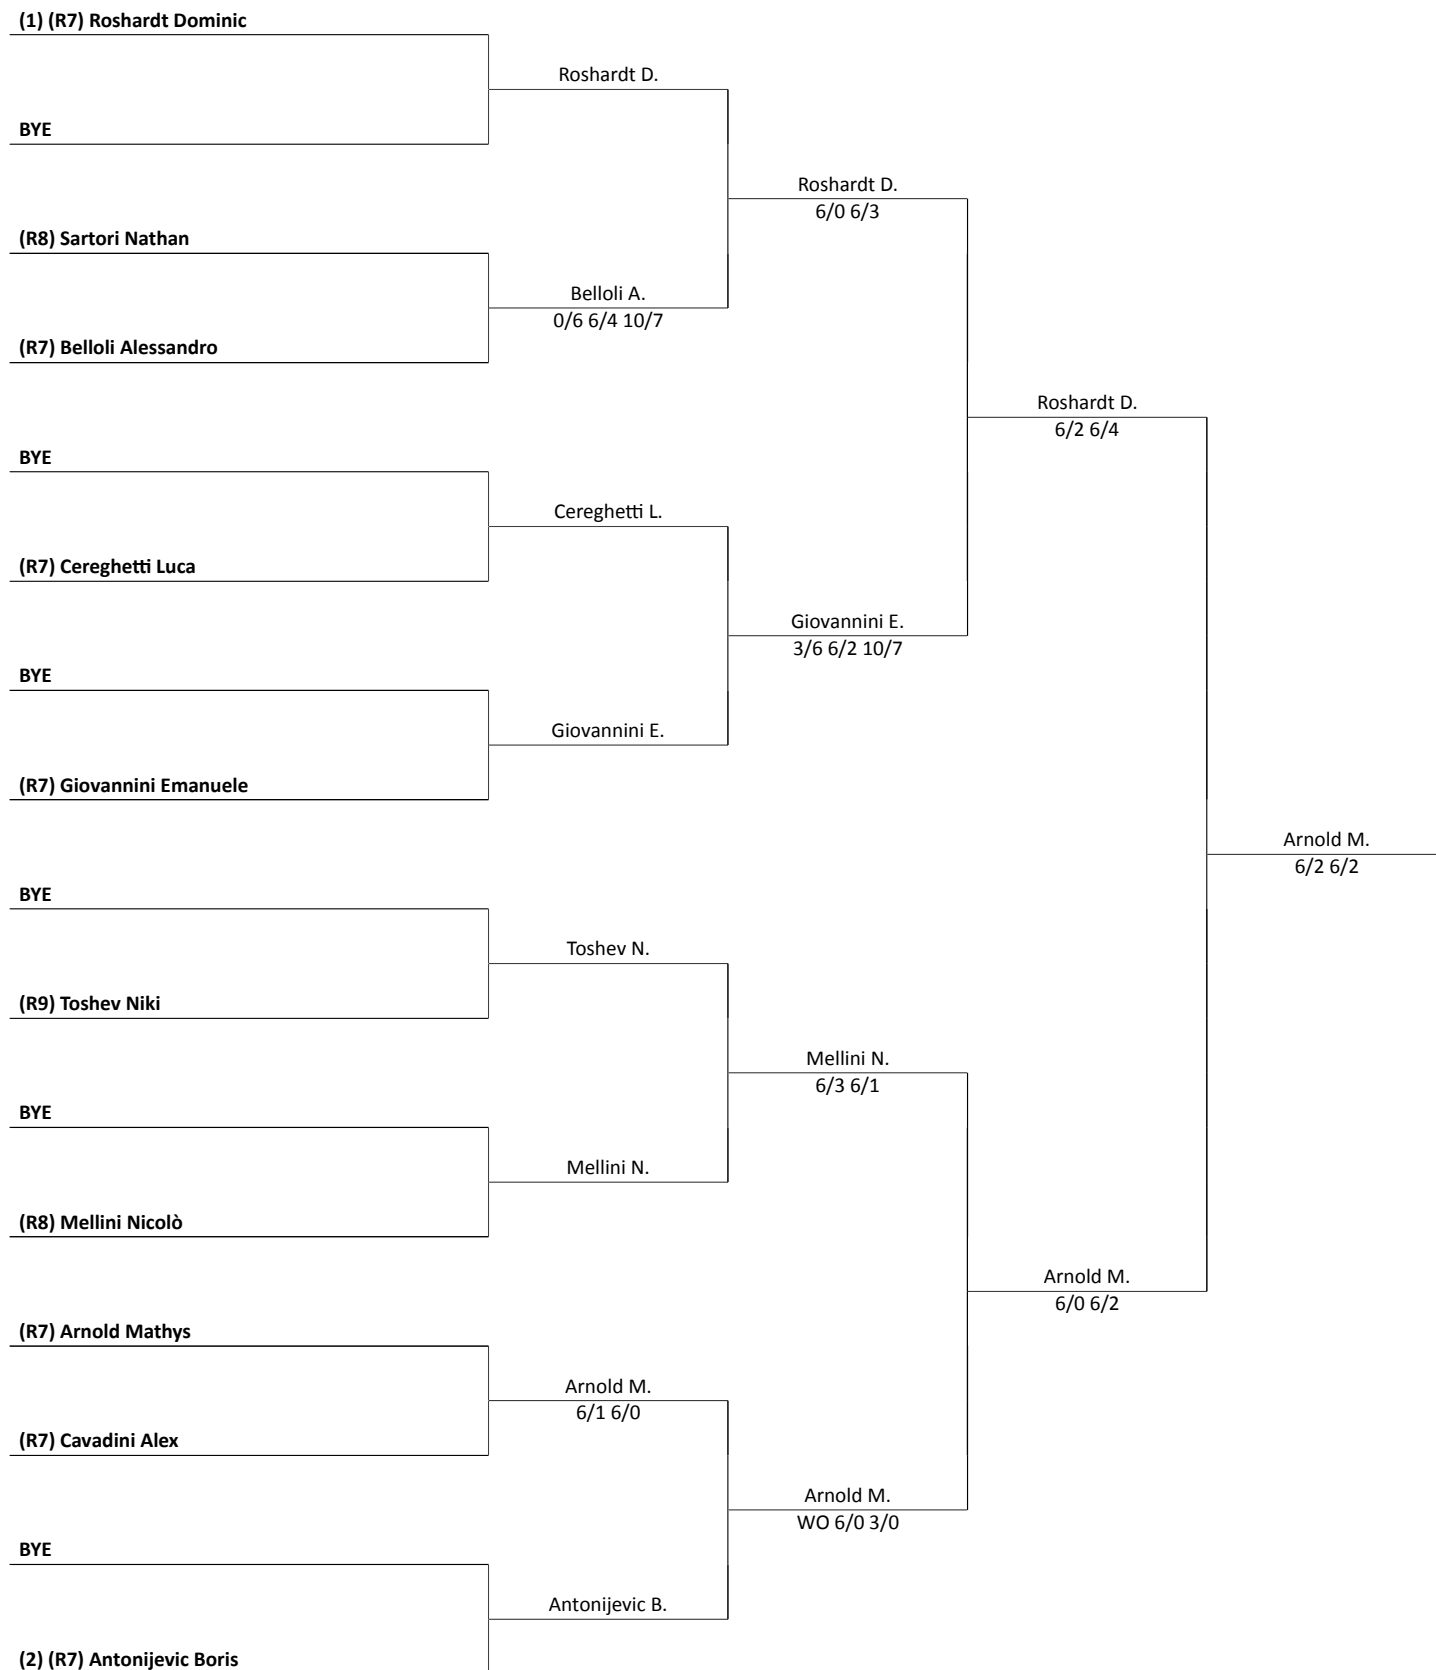 (1) (R7) Roshardt Dominic
Roshardt D.
BYE
Roshardt D.
6/0 6/3
(R8) Sartori Nathan
Belloli A.
0/6 6/4 10/7
(R7) Belloli Alessandro
Roshardt D.
6/2 6/4
BYE
Cereghetti L.
(R7) Cereghetti Luca
Giovannini E.
3/6 6/2 10/7
BYE
Giovannini E.
(R7) Giovannini Emanuele
Arnold M.
6/2 6/2
BYE
Toshev N.
(R9) Toshev Niki
Mellini N.
6/3 6/1
BYE
Mellini N.
(R8) Mellini Nicolò
Arnold M.
6/0 6/2
(R7) Arnold Mathys
Arnold M.
6/1 6/0
(R7) Cavadini Alex
Arnold M.
WO 6/0 3/0
BYE
Antonijevic B.
(2) (R7) Antonijevic Boris